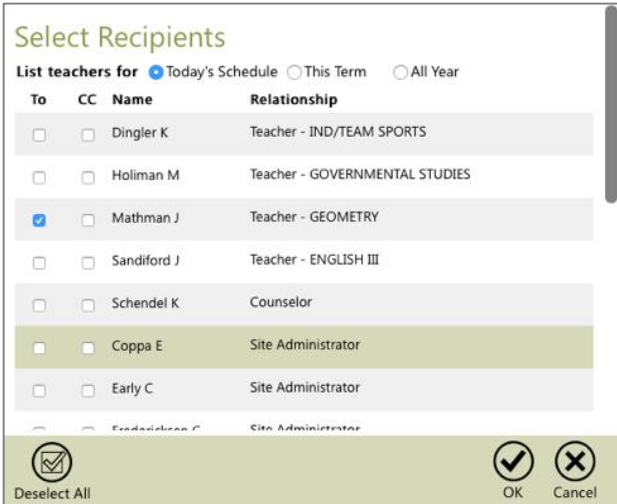 Select Recipients
List teachers for Today's Schedule This Term All Year
To CC Name Relationship
Dingler K Teacher - IND/TEAM SPORTS
Holiman M Teacher - GOVERNMENTAL STUDIES
Mathman J Teacher - GEOMETRY
Sandiford J Teacher - ENGLISH III
Schendel K Counselor
Coppa E Site Administrator
Early C Site Administrator
Site Administrator
Deselect All OK Cancel